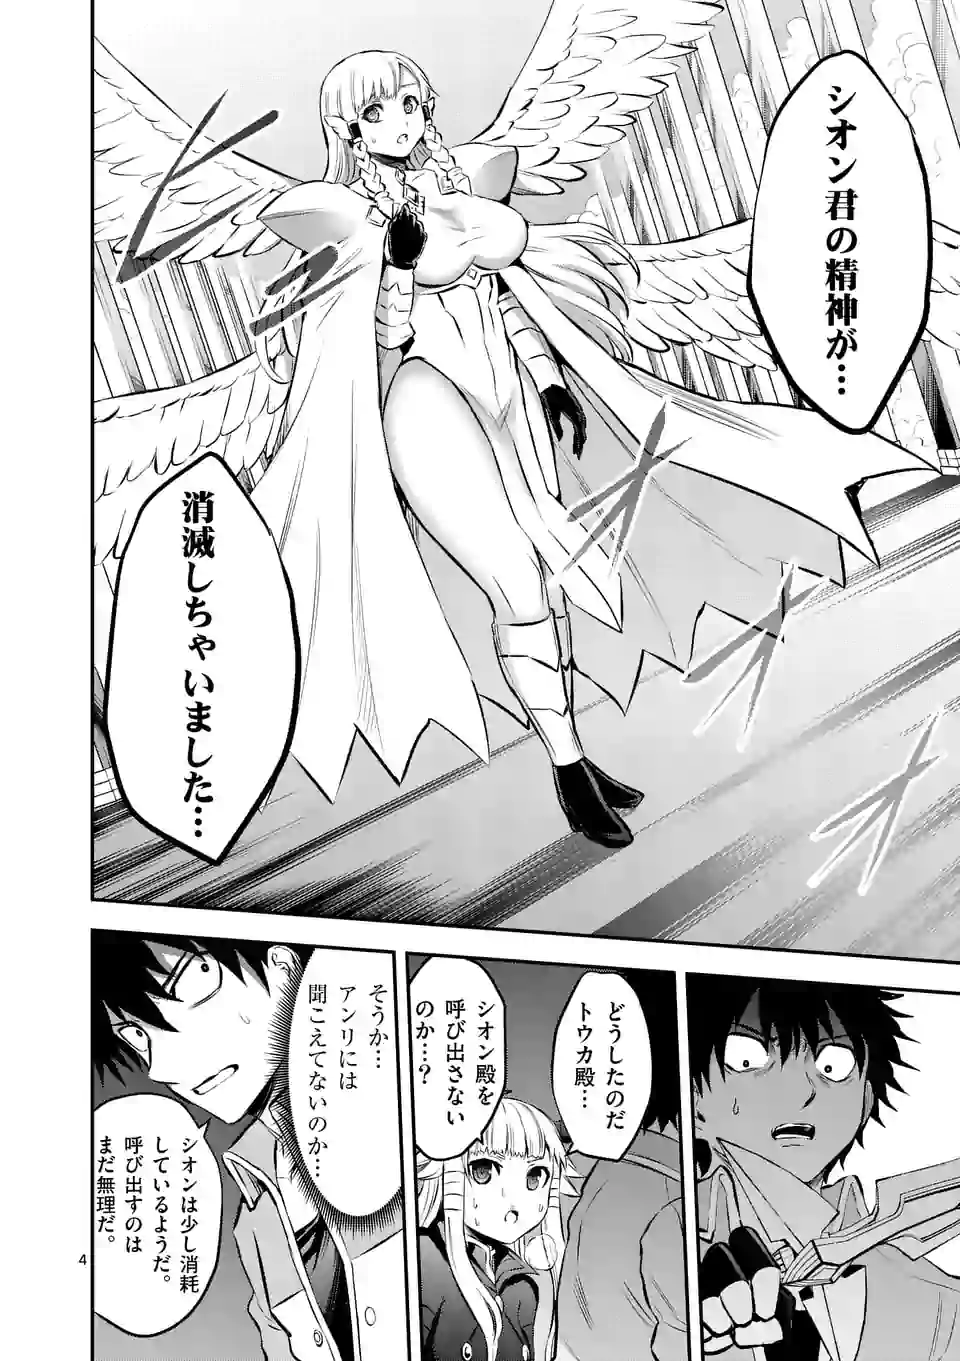 シオン君の精神が…
消滅しちゃいました…
どうしたのだ
トウカ殿…
シオン殿を
呼び出さない
のか…？
そうか…
アンリには
聞こえてないのか…
シオンは少し消耗
しているようだ。
呼び出すのは
まだ無理だ。
4